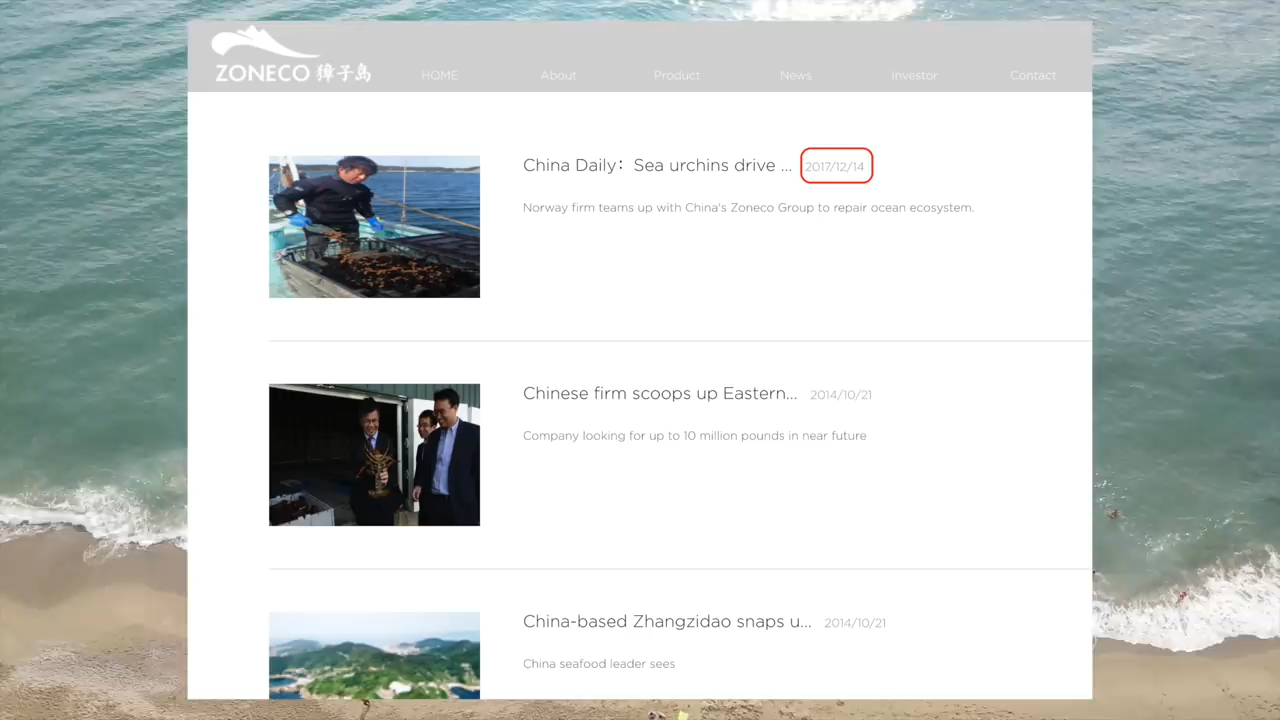 ZONECO 獐子岛
HOME About Product News Investor Contact
China Daily：Sea urchins drive ... 2017/12/14
Norway firm teams up with China's Zoneco Group to repair ocean ecosystem.
Chinese firm scoops up Eastern... 2014/10/21
Company looking for up to 10 million pounds in near future
China-based Zhangzidao snaps u... 2014/10/21
China seafood leader sees